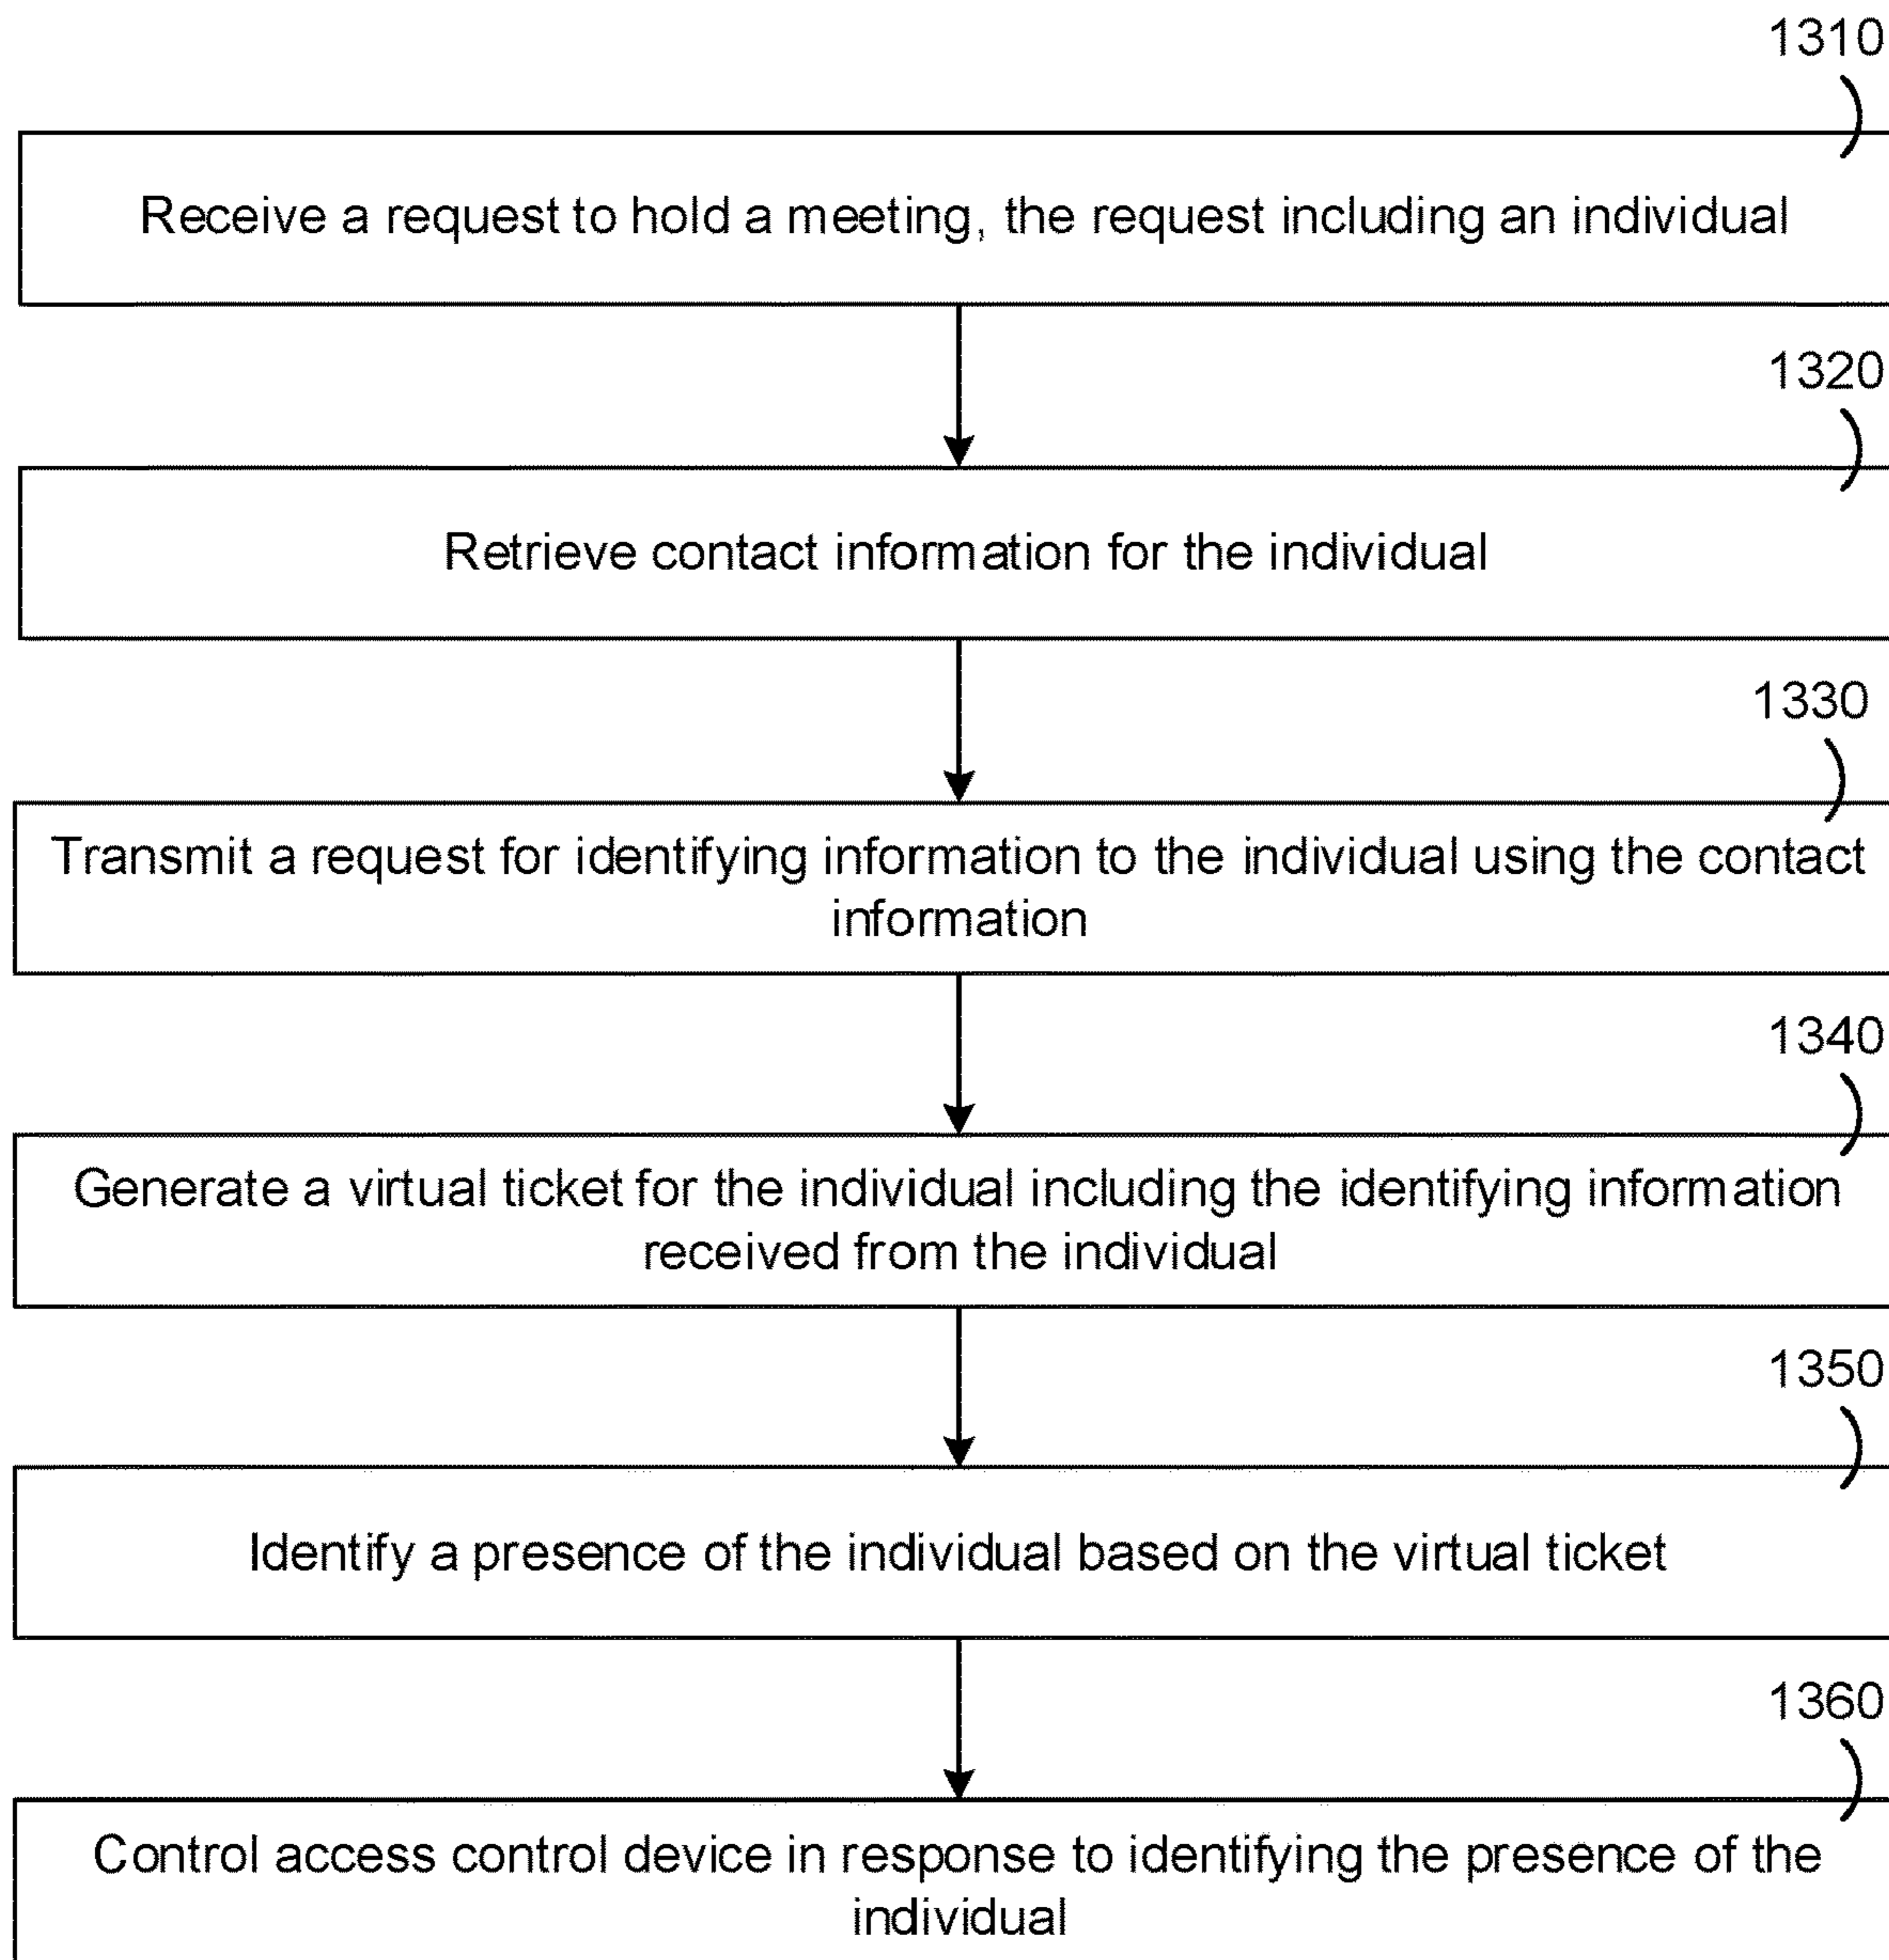 1310
Receive a request to hold a meeting, the request including an individual
1320
Retrieve contact information for the individual
1330
Transmit a request for identifying information to the individual using the contact
information
1340
Generate a virtual ticket for the individual including the identifying information
received from the individual
1350
Identify a presence of the individual based on the virtual ticket
1360
Control access control device in response to identifying the presence of the
individual